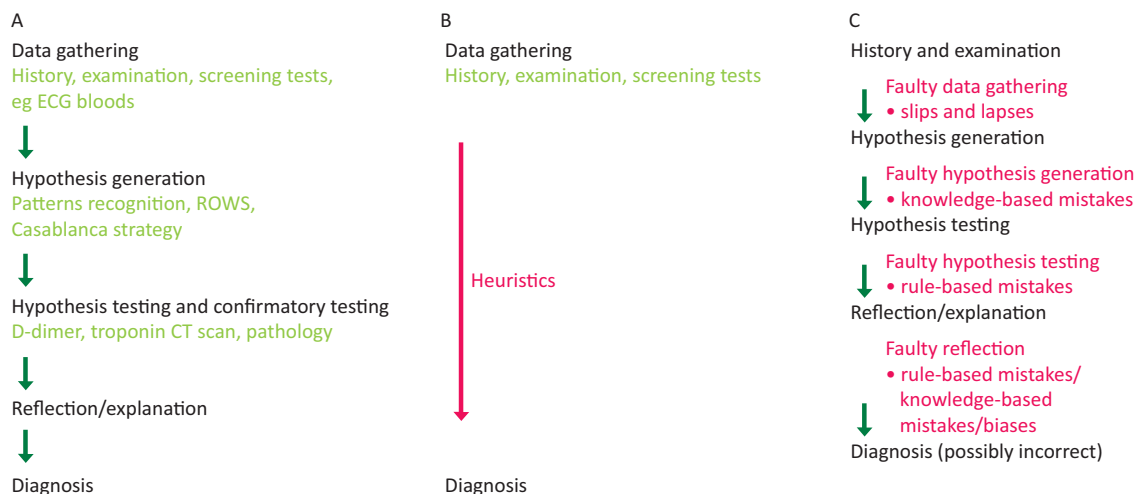 A
Data gathering
History, examination, screening tests,
eg ECG bloods
Hypothesis generation
Patterns recognition, ROWS,
Casablanca strategy
Hypothesis testing and confirmatory testing
D-dimer, troponin CT scan, pathology
Reflection/explanation
Diagnosis
B
Data gathering
History, examination, screening tests
Heuristics
Diagnosis
C
History and examination
Faulty data gathering
• slips and lapses
Hypothesis generation
Faulty hypothesis generation
• knowledge-based mistakes
Hypothesis testing
Faulty hypothesis testing
• rule-based mistakes
Reflection/explanation
Faulty reflection
• rule-based mistakes/
knowledge-based
mistakes/biases
Diagnosis (possibly incorrect)